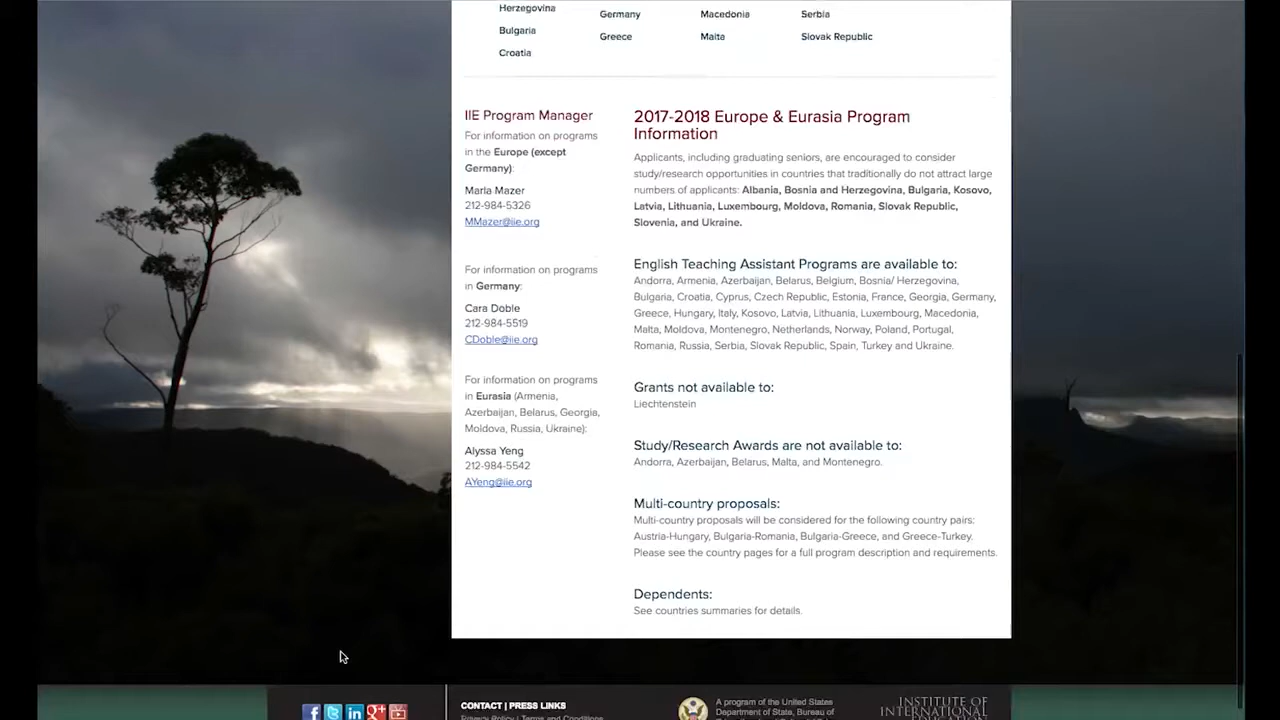 Herzegovina
Bulgaria
Croatia
Germany
Greece
Macedonia
Malta
Serbia
Slovak Republic
IIE Program Manager
For information on programs
in the Europe (except
Germany):
Marla Mazer
212-984-5326
MMazer@iie.org
For information on programs
in Germany:
Cara Doble
212-984-5519
CDoble@iie.org
For information on programs
in Eurasia (Armenia,
Azerbaijan, Belarus, Georgia,
Moldova, Russia, Ukraine):
Alyssa Yeng
212-984-5542
AYeng@iie.org
2017-2018 Europe & Eurasia Program
Information
Applicants, including graduating seniors, are encouraged to consider
study/research opportunities in countries that traditionally do not attract large
numbers of applicants: Albania, Bosnia and Herzegovina, Bulgaria, Kosovo,
Latvia, Lithuania, Luxembourg, Moldova, Romania, Slovak Republic,
Slovenia, and Ukraine.
English Teaching Assistant Programs are available to:
Andorra, Armenia, Azerbaijan, Belarus, Belgium, Bosnia/ Herzegovina,
Bulgaria, Croatia, Cyprus, Czech Republic, Estonia, France, Georgia, Germany,
Greece, Hungary, Italy, Kosovo, Latvia, Lithuania, Luxembourg, Macedonia,
Malta, Moldova, Montenegro, Netherlands, Norway, Poland, Portugal,
Romania, Russia, Serbia, Slovak Republic, Spain, Turkey and Ukraine.
Grants not available to:
Liechtenstein
Study/Research Awards are not available to:
Andorra, Azerbaijan, Belarus, Malta, and Montenegro.
Multi-country proposals:
Multi-country proposals will be considered for the following country pairs:
Austria-Hungary, Bulgaria-Romania, Bulgaria-Greece, and Greece-Turkey.
Please see the country pages for a full program description and requirements.
Dependents:
See countries summaries for details.
CONTACT | PRESS LINKS
Privacy Policy | Terms and Conditions
A program of the United States
Department of State, Bureau of
INSTITUTE OF
INTERNATIONAL